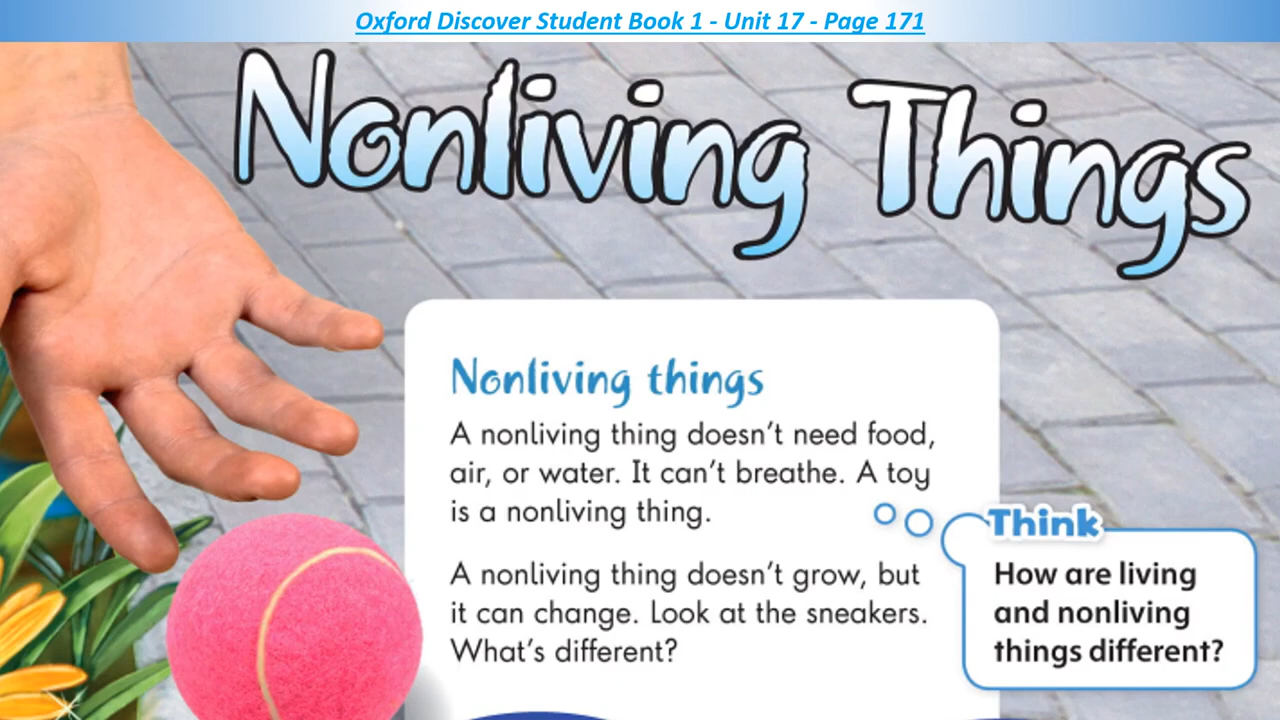 Oxford Discover Student Book 1 - Unit 17 - Page 171
Nonliving Things
Nonliving things
A nonliving thing doesn't need food,
air, or water. It can't breathe. A toy
is a nonliving thing.
A nonliving thing doesn't grow, but
it can change. Look at the sneakers.
What's different?
Think
How are living
and nonliving
things different?